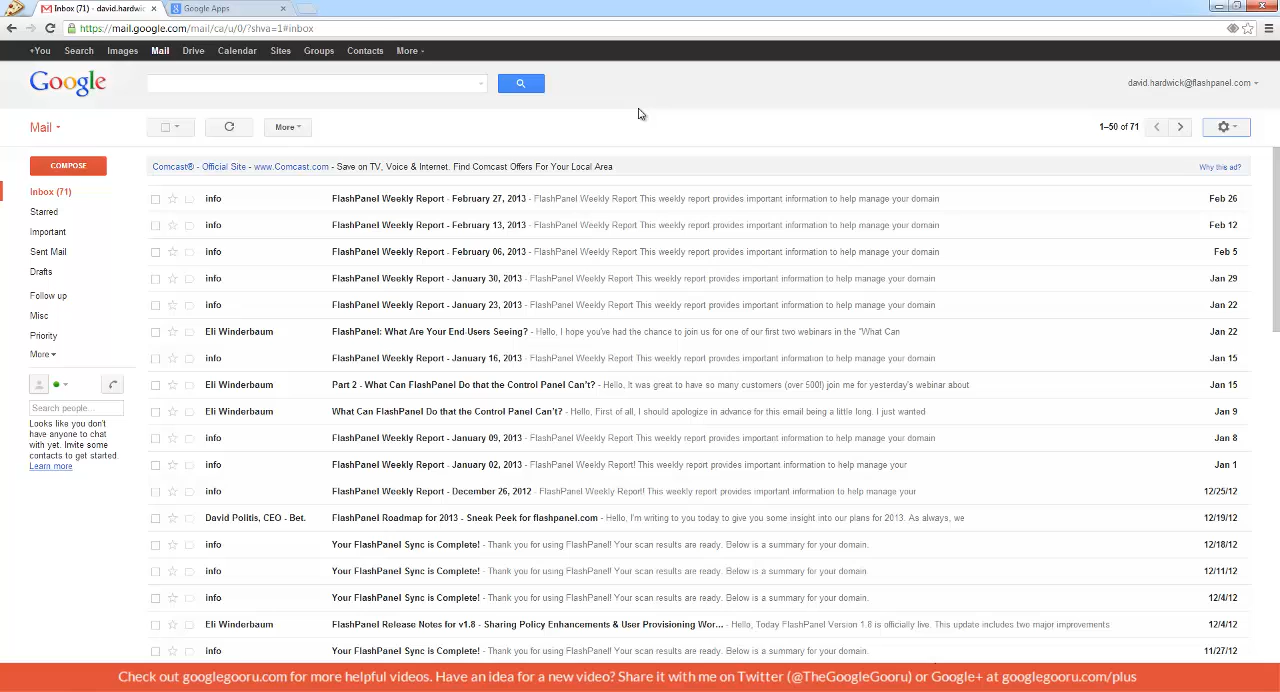 Inbox (71) - david.hardwic
Google Apps
https://mail.google.com/mail/ca/u/0/?shva=1#inbox
+You Search Images Mail Drive Calendar Sites Groups Contacts More
Google
david.hardwick@flashpanel.com
Mail
More
1–50 of 71
COMPOSE
Comcast® - Official Site - www.Comcast.com - Save on TV, Voice & Internet. Find Comcast Offers For Your Local Area
Why this ad?
Inbox (71)
Starred
Important
Sent Mail
Drafts
Follow up
Misc
Priority
More
Search people...
Looks like you don't
have anyone to chat
with yet. Invite some
contacts to get started.
Learn more
info FlashPanel Weekly Report - February 27, 2013 - FlashPanel Weekly Report This weekly report provides important information to help manage your domain Feb 26
info FlashPanel Weekly Report - February 13, 2013 - FlashPanel Weekly Report This weekly report provides important information to help manage your domain Feb 12
info FlashPanel Weekly Report - February 06, 2013 - FlashPanel Weekly Report This weekly report provides important information to help manage your domain Feb 5
info FlashPanel Weekly Report - January 30, 2013 - FlashPanel Weekly Report This weekly report provides important information to help manage your domain Jan 29
info FlashPanel Weekly Report - January 23, 2013 - FlashPanel Weekly Report This weekly report provides important information to help manage your domain Jan 22
Eli Winderbaum FlashPanel: What Are Your End-Users Seeing? - Hello, I hope you've had the chance to join us for one of our first two webinars in the "What Can Jan 22
info FlashPanel Weekly Report - January 16, 2013 - FlashPanel Weekly Report This weekly report provides important information to help manage your domain Jan 15
Eli Winderbaum Part 2 - What Can FlashPanel Do that the Control Panel Can't? - Hello, It was great to have so many customers (over 500!) join me for yesterday's webinar about Jan 15
Eli Winderbaum What Can FlashPanel Do that the Control Panel Can't? - Hello, First of all, I should apologize in advance for this email being a little long. I just wanted Jan 9
info FlashPanel Weekly Report - January 09, 2013 - FlashPanel Weekly Report This weekly report provides important information to help manage your domain Jan 8
info FlashPanel Weekly Report - January 02, 2013 - FlashPanel Weekly Report! This weekly report provides important information to help manage your Jan 1
info FlashPanel Weekly Report - December 26, 2012 - FlashPanel Weekly Report! This weekly report provides important information to help manage your 12/25/12
David Politis, CEO - Bet. FlashPanel Roadmap for 2013 - Sneak Peek for flashpanel.com - Hello, I'm writing to you today to give you some insight into our plans for 2013. As always, we 12/19/12
info Your FlashPanel Sync is Complete! - Thank you for using FlashPanel! Your scan results are ready. Below is a summary for your domain. 12/18/12
info Your FlashPanel Sync is Complete! - Thank you for using FlashPanel! Your scan results are ready. Below is a summary for your domain. 12/11/12
info Your FlashPanel Sync is Complete! - Thank you for using FlashPanel! Your scan results are ready. Below is a summary for your domain. 12/4/12
Eli Winderbaum FlashPanel Release Notes for v1.8 - Sharing Policy Enhancements & User Provisioning Wor... - Hello, Today FlashPanel Version 1.8 is officially live. This update includes two major improvements 12/4/12
info Your FlashPanel Sync is Complete! - Thank you for using FlashPanel! Your scan results are ready. Below is a summary for your domain. 11/27/12
Check out googlegooru.com for more helpful videos. Have an idea for a new video? Share it with me on Twitter (@TheGoogleGooru) or Google+ at googlegooru.com/plus